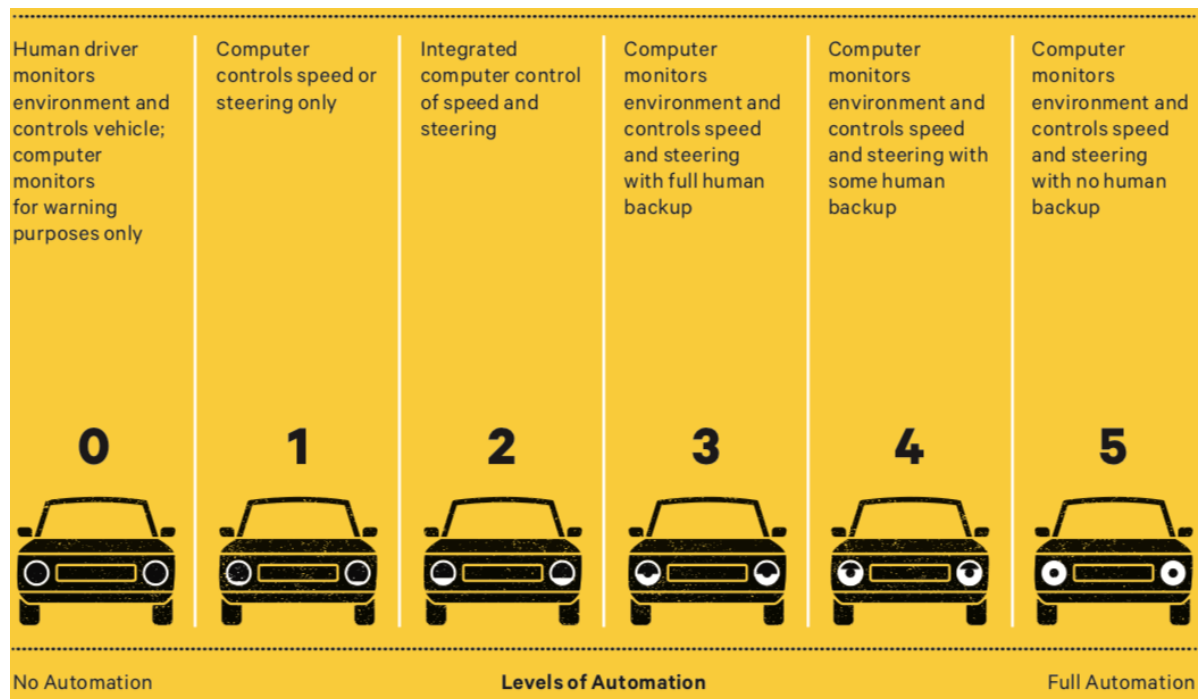 Human driver
monitors
environment and
controls vehicle;
computer
monitors
for warning
purposes only
Computer
controls speed or
steering only
Integrated
computer control
of speed and
steering
Computer
monitors
environment and
controls speed
and steering
with full human
backup
Computer
monitors
environment and
controls speed
and steering with
some human
backup
Computer
monitors
environment and
controls speed
and steering
with no human
backup
0
1
2
3
4
5
No Automation
Levels of Automation
Full Automation